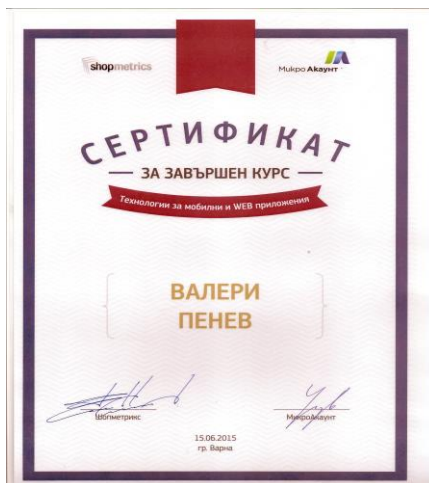 shopmetrics
Микро Акаунт
СЕРТИФИКАТ
ЗА ЗАВЪРШЕН КУРС
Технологии за мобилни и WEB приложения
ВАЛЕРИ
ПЕНЕВ
Шопметрикс
МикроАкаунт
15.06.2015
гр. Варна